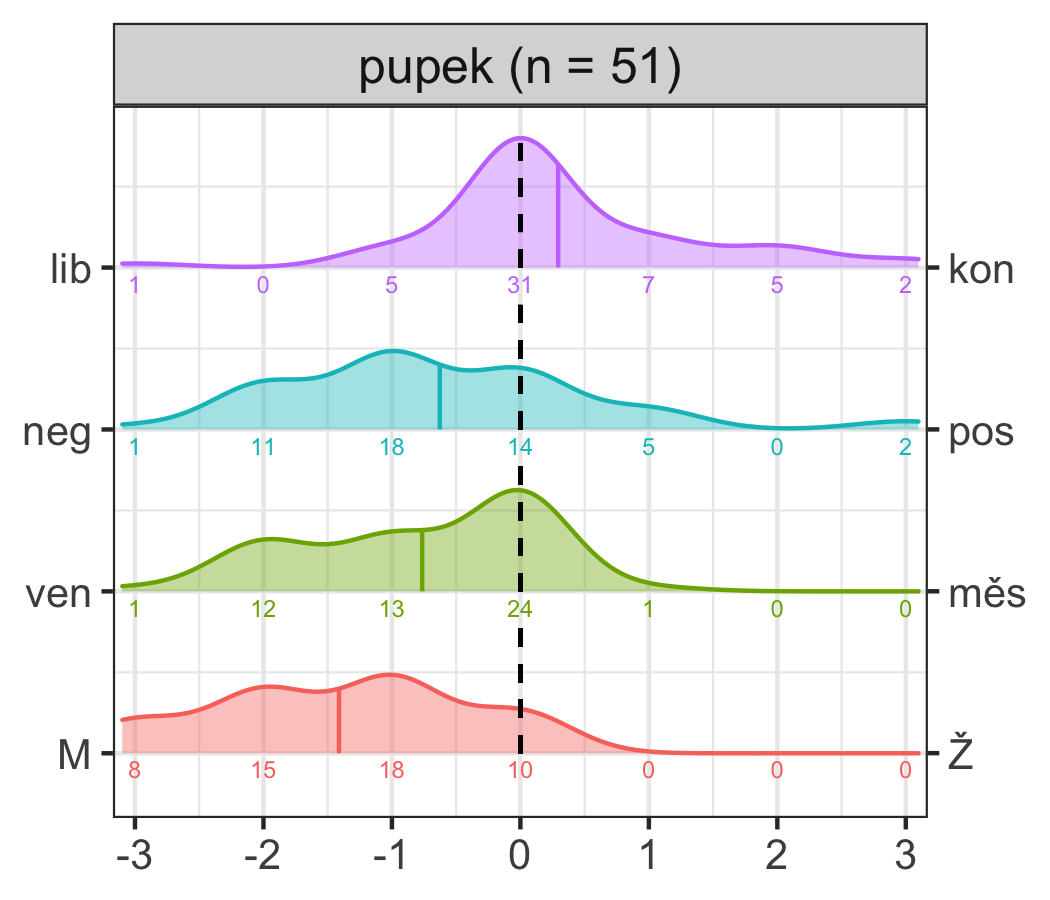 pupek (n = 51)
lib kon
1 0 5 31 7 5 2
neg pos
1 11 18 14 5 0 2
ven měs
1 12 13 24 1 0 0
M Ž
8 15 18 10 0 0 0
-3 -2 -1 0 1 2 3